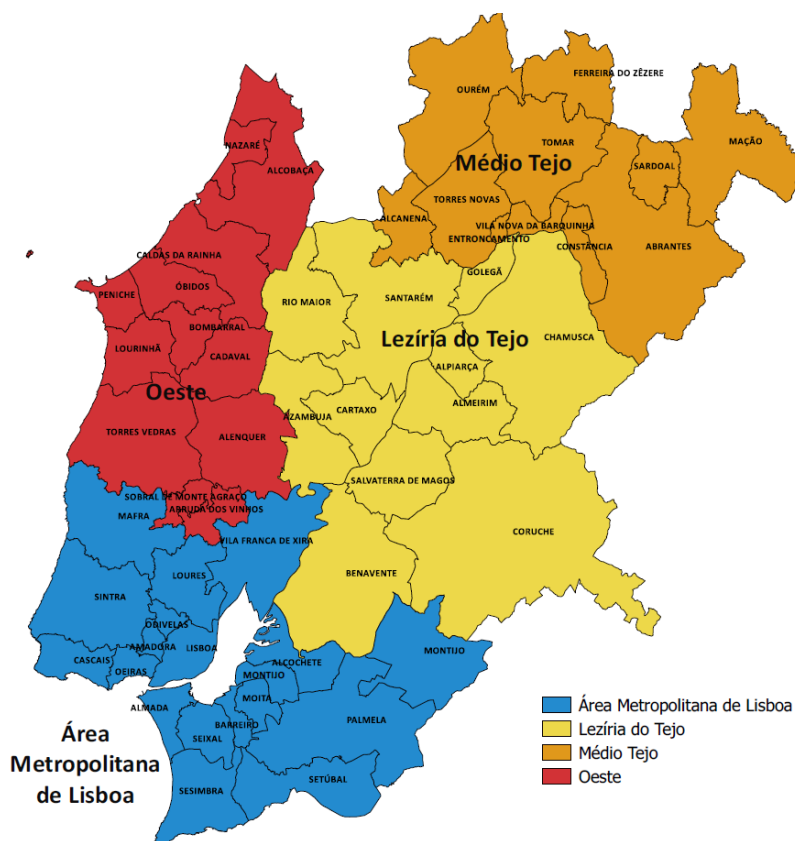 FERREIRA DO ZÊZERE
OURÉM
TOMAR
MAÇÃO
NAZARÉ
Médio Tejo
SARDOAL
ALCOBAÇA
TORRES NOVAS
ALCANENA
VILA NOVA DA BARQUINHA
ENTRONCAMENTO
CONSTÂNCIA
ABRANTES
CALDAS DA RAINHA
GOLEGÃ
ÓBIDOS
PENICHE
RIO MAIOR
SANTARÉM
BOMBARRAL
Lezíria do Tejo
CHAMUSCA
LOURINHÃ
CADAVAL
ALPIARÇA
Oeste
ALMEIRIM
CARTAXO
AZAMBUJA
TORRES VEDRAS
ALENQUER
SALVATERRA DE MAGOS
SOBRAL DE MONTE AGRAÇO
ARRUDA DOS VINHOS
MAFRA
CORUCHE
VILA FRANCA DE XIRA
BENAVENTE
LOURES
SINTRA
ODIVELAS
AMADORA
LISBOA
MONTIJO
CASCAIS
OEIRAS
ALCOCHETE
MONTIJO
MOITA
ALMADA
PALMELA
BARREIRO
SEIXAL
SETÚBAL
SESIMBRA
Área
Metropolitana
de Lisboa
Área Metropolitana de Lisboa
Lezíria do Tejo
Médio Tejo
Oeste